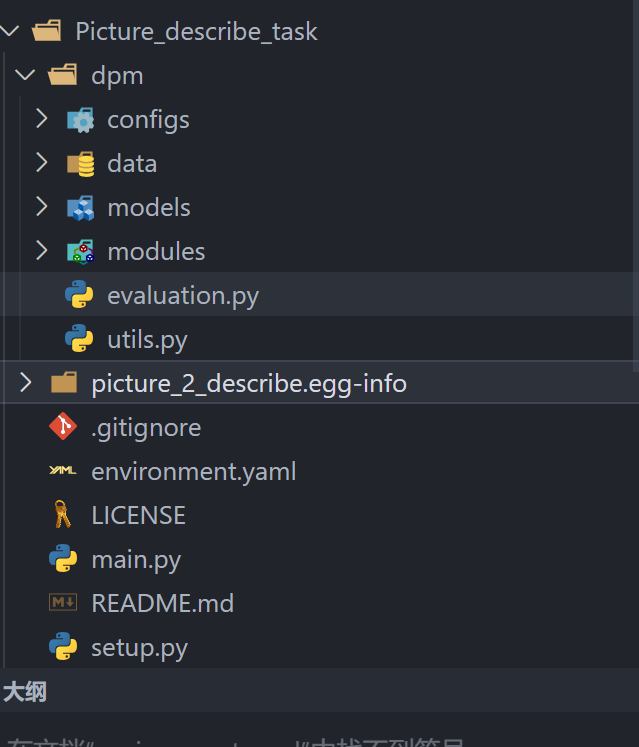 Picture_describe_task
dpm
configs
data
models
modules
evaluation.py
utils.py
picture_2_describe.egg-info
.gitignore
YAML environment.yaml
LICENSE
main.py
M↓ README.md
setup.py
大纲